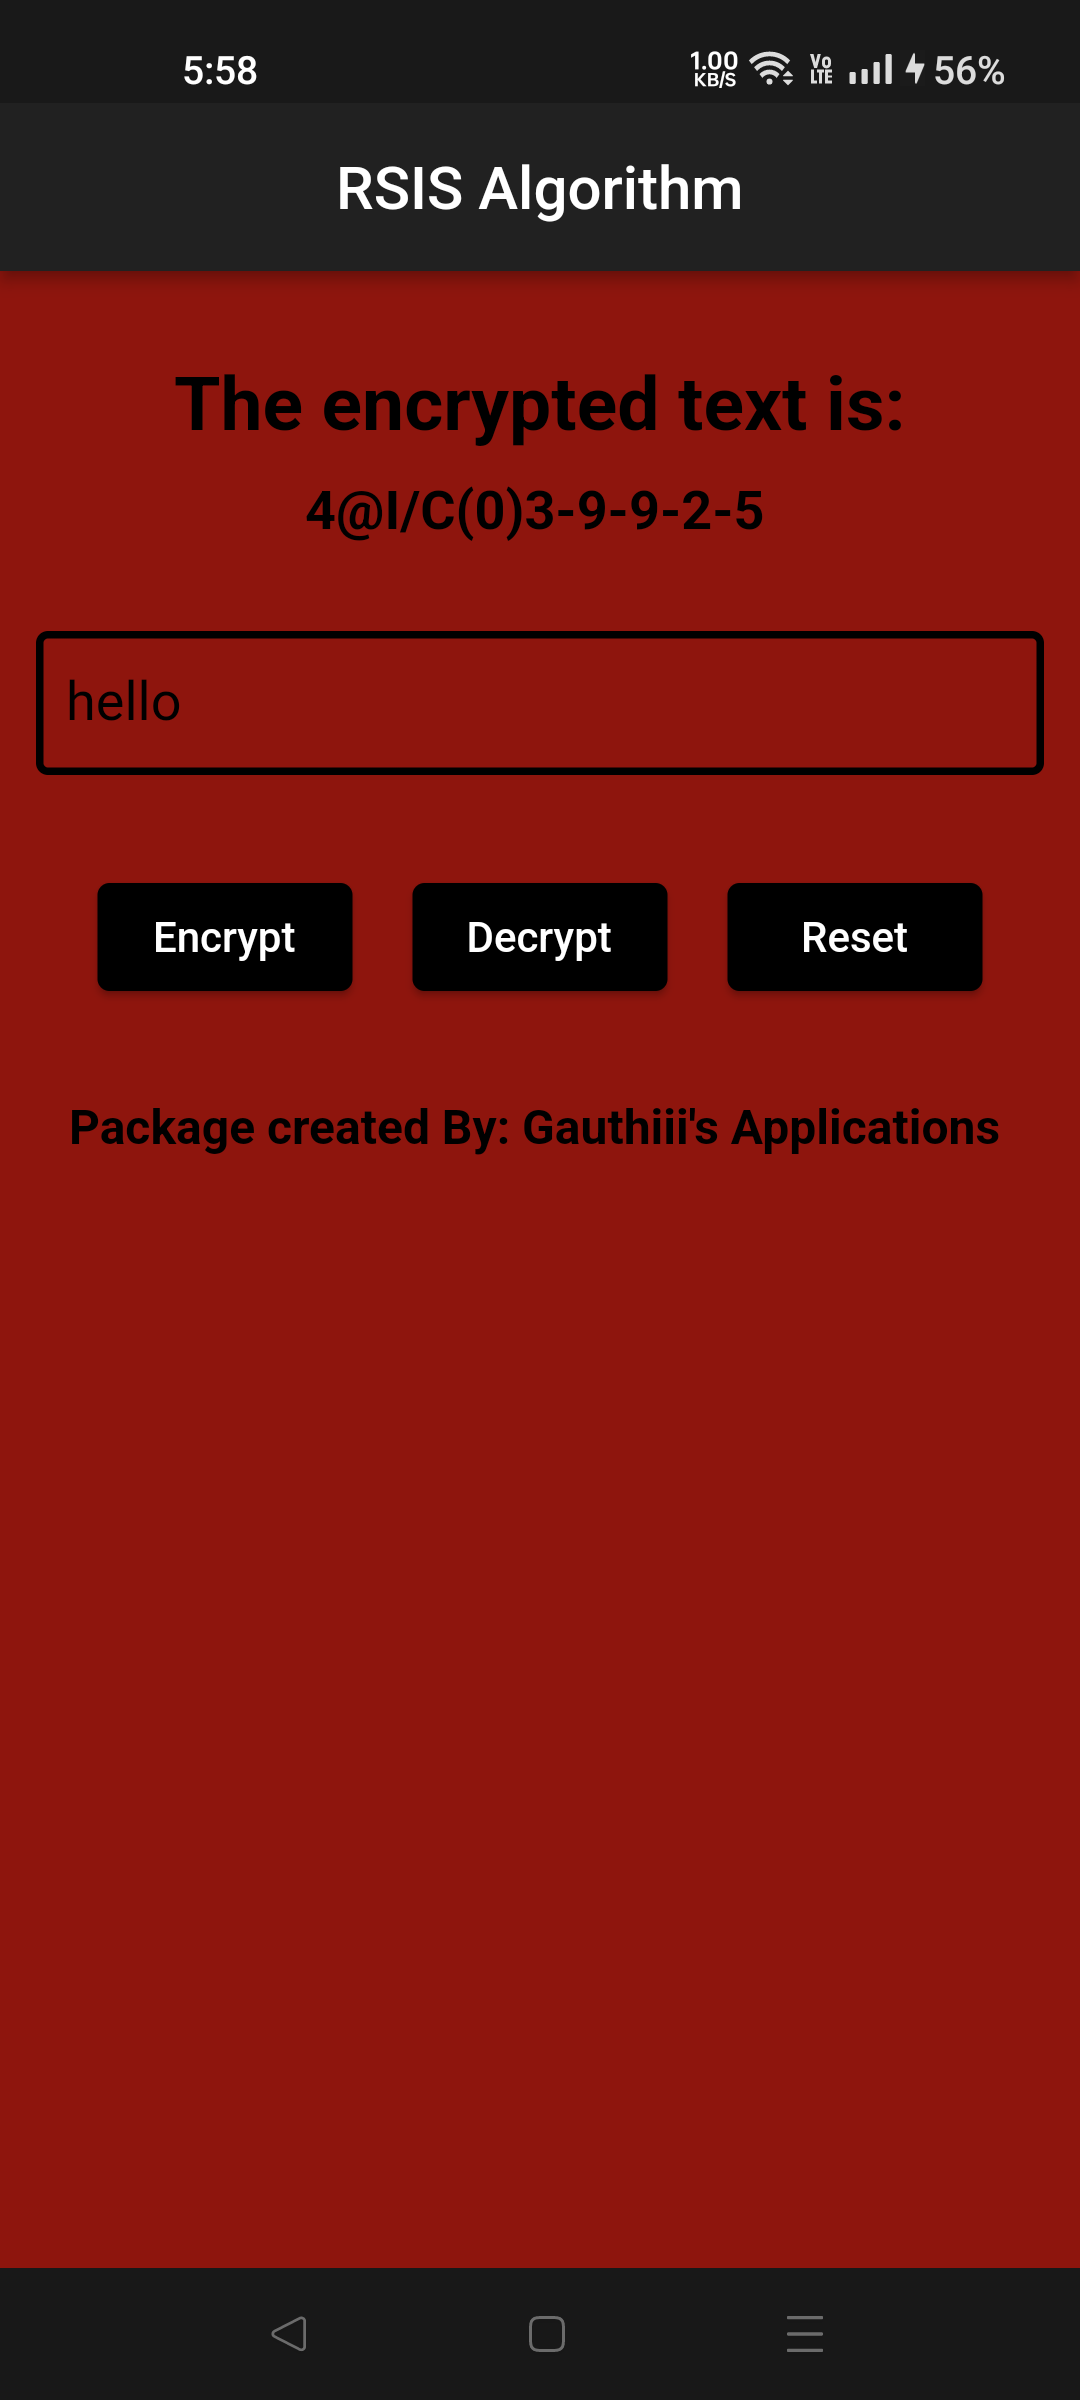 5:58 1.00 KB/S Vo LTE 56%
RSIS Algorithm
The encrypted text is:
4@I/C(0)3-9-9-2-5
hello
Encrypt Decrypt Reset
Package created By: Gauthiii's Applications